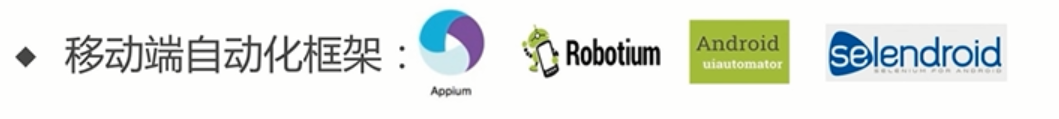 ◆ 移动端自动化框架：
Appium
Robotium
Android
uiautomator
selendroid
SELENIUM FOR ANDROID